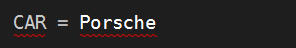 CAR = Porsche